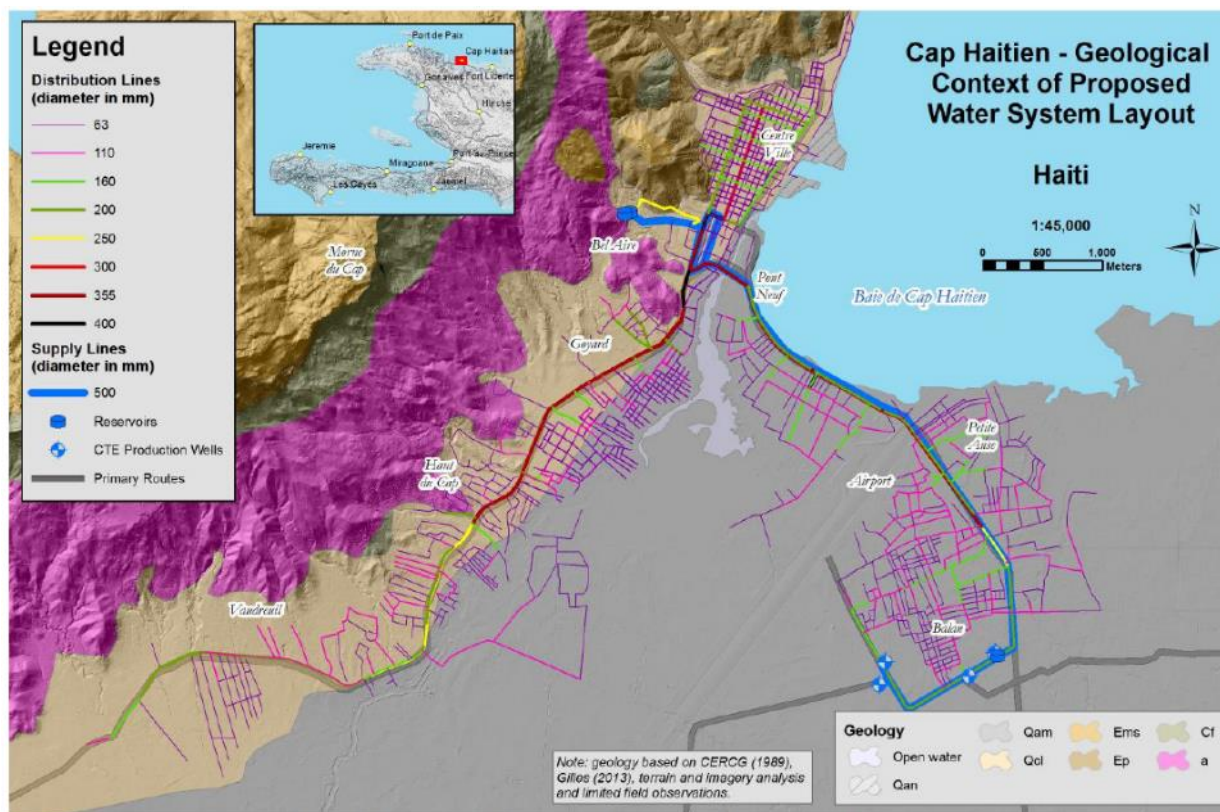 Legend
Distribution Lines
(diameter in mm)
63
110
160
200
250
300
355
400
Supply Lines
(diameter in mm)
500
Reservoirs
CTE Production Wells
Primary Routes
Port de Paix
Cap Haitian
Gonaives Fort Liberte
Hinche
Jeremie
Miragoane
Port-au-Prince
Les Cayes
Jacmel
Cap Haitien - Geological
Context of Proposed
Water System Layout
Haiti
1:45,000
0 500 1,000
Meters
N
Centre
Ville
Bel Aire
Morne
du Cap
Pont
Neuf
Baie de Cap Haitien
Goyard
Petite
Anse
Haut
du Cap
Airport
Vaudreuil
Balan
Note: geology based on CERCG (1989),
Gilles (2013), terrain and imagery analysis
and limited field observations.
Geology
Open water
Qan
Qam
Qcl
Ems
Ep
Cf
a